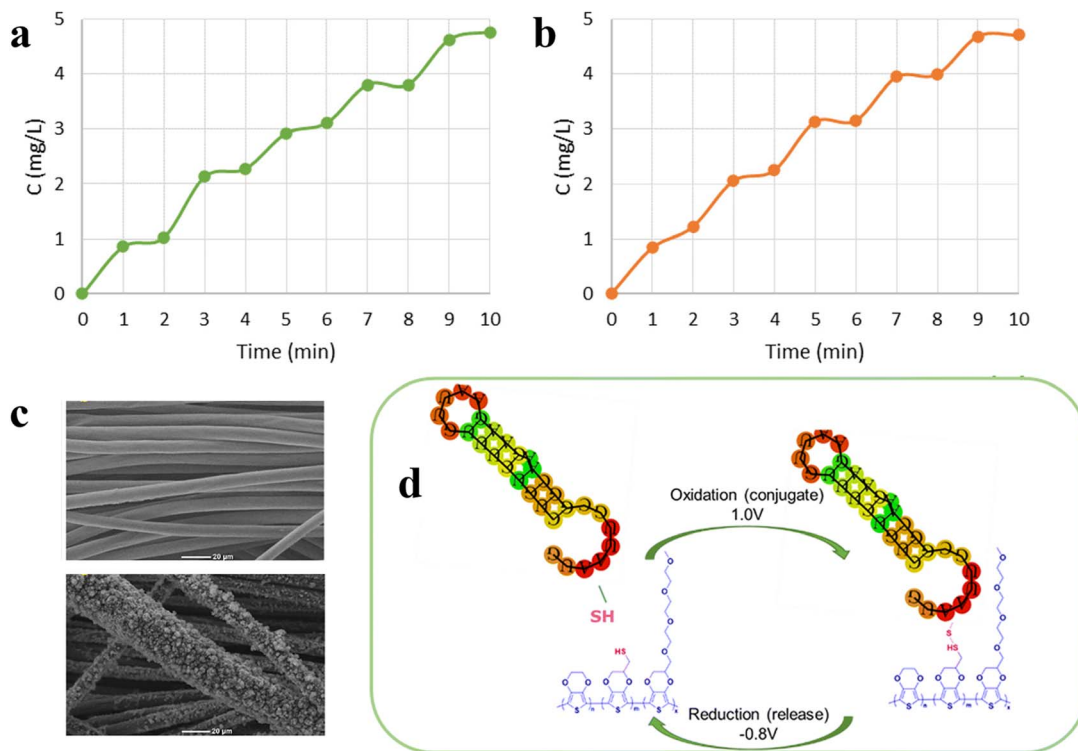 a
5
4
3
2
1
0
C (mg/L)
0 1 2 3 4 5 6 7 8 9 10
Time (min)
b
5
4
3
2
1
0
C (mg/L)
0 1 2 3 4 5 6 7 8 9 10
Time (min)
c
20 µm
20 µm
d
Oxidation (conjugate)
1.0V
SH
HS
O O O O O O
S S S
n m x
O
O
O
O
S
HS
O O O O O O
S S S
n m x
O
O
O
O
Reduction (release)
-0.8V